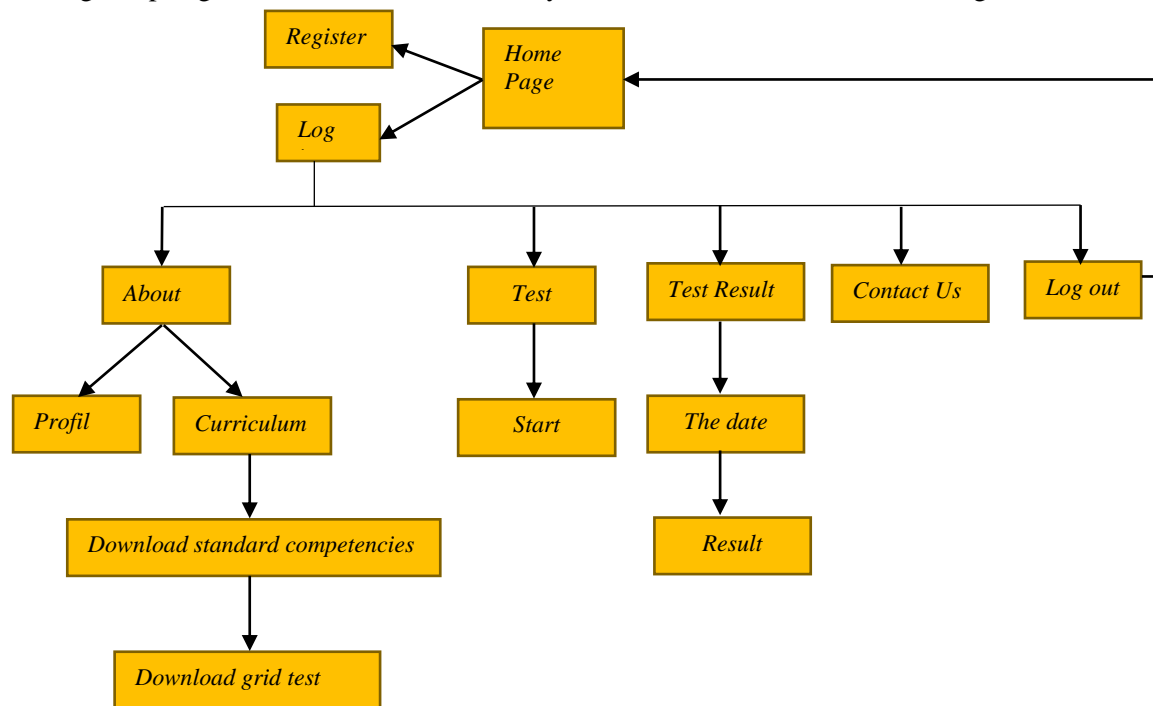 Register
Home
Page
Log
About
Test
Test Result
Contact Us
Log out
Profil
Curriculum
Start
The date
Download standard competencies
Result
Download grid test